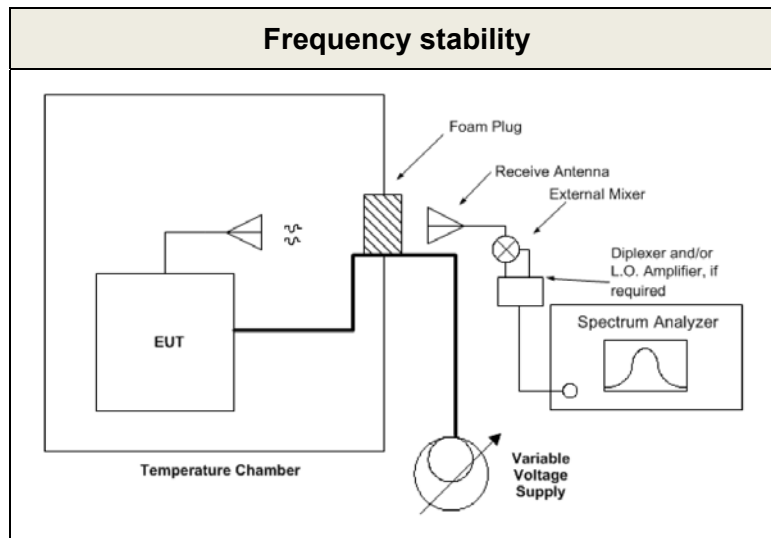 Frequency stability
Foam Plug
Receive Antenna
External Mixer
Diplexer and/or
L.O. Amplifier, if
required
Spectrum Analyzer
EUT
Temperature Chamber
Variable
Voltage
Supply